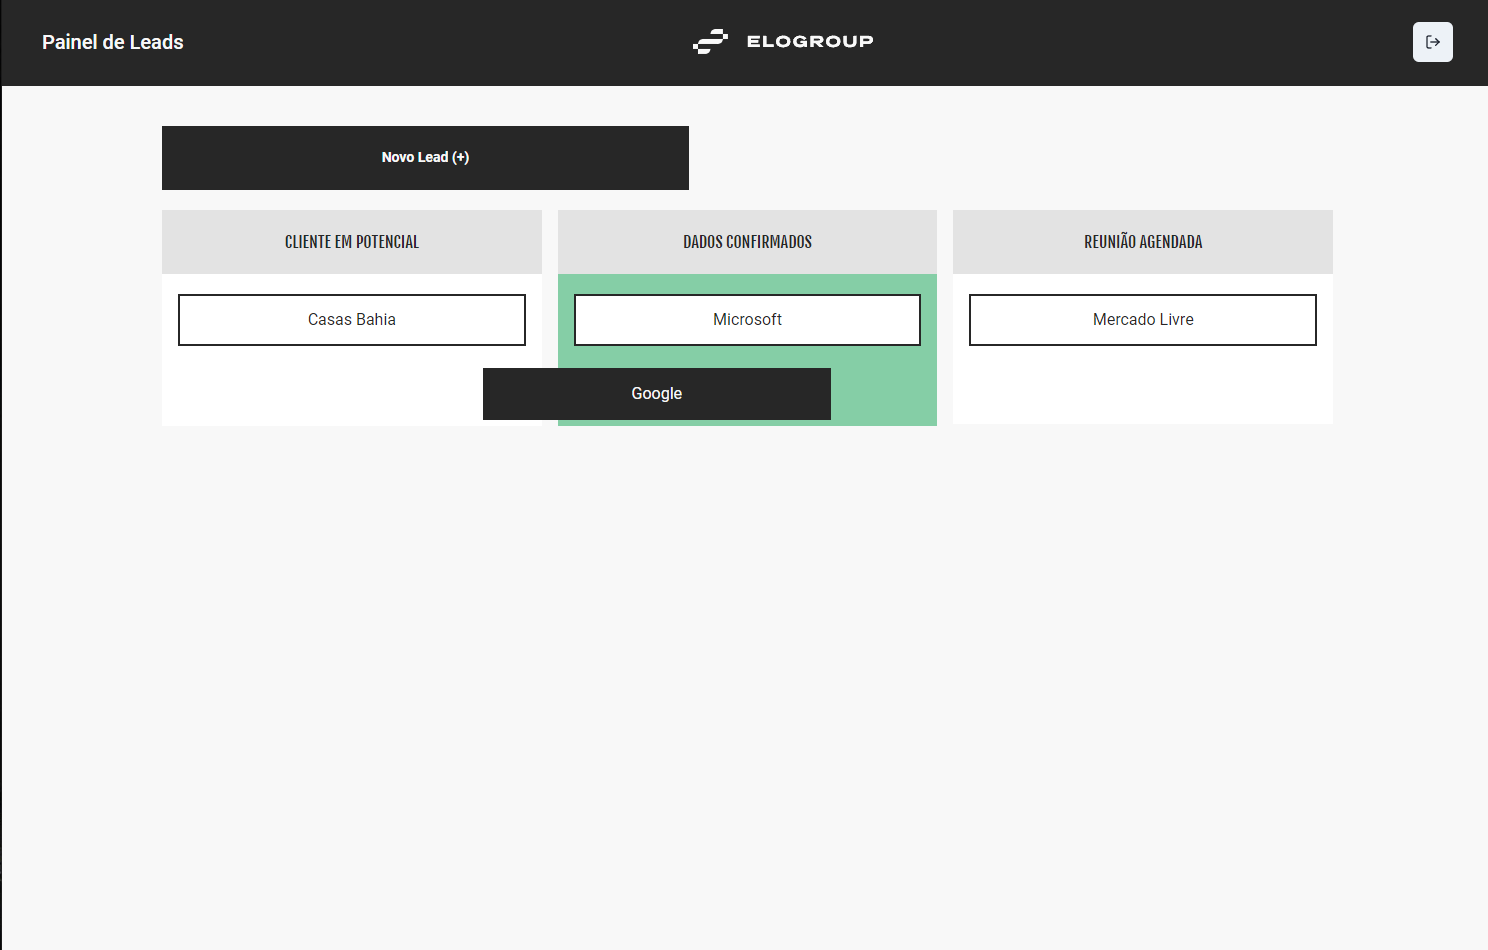 Painel de Leads
ELOGROUP
Novo Lead (+)
CLIENTE EM POTENCIAL
DADOS CONFIRMADOS
REUNIÃO AGENDADA
Casas Bahia
Microsoft
Mercado Livre
Google